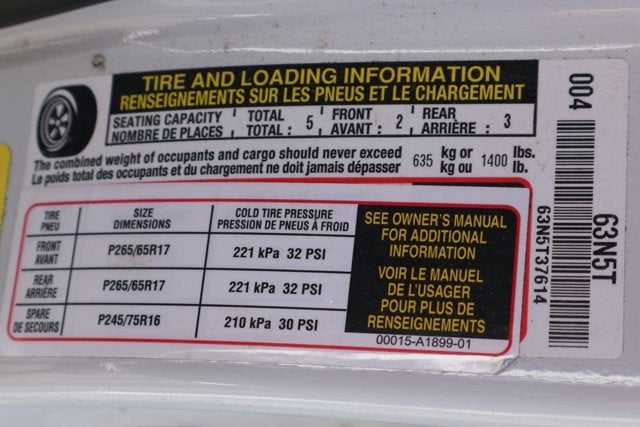 TIRE AND LOADING INFORMATION
RENSEIGNEMENTS SUR LES PNEUS ET LE CHARGEMENT
SEATING CAPACITY TOTAL 5 FRONT 2 REAR 3
NOMBRE DE PLACES TOTAL : AVANT : ARRIÈRE :
The combined weight of occupants and cargo should never exceed 635 kg or 1400 lbs.
Le poids total des occupants et du chargement ne doit jamais dépasser kg ou lb.
TIRE SIZE COLD TIRE PRESSURE
PNEU DIMENSIONS PRESSION DE PNEUS À FROID
FRONT
AVANT P265/65R17 221 kPa 32 PSI
REAR
ARRIÈRE P265/65R17 221 kPa 32 PSI
SPARE
DE SECOURS P245/75R16 210 kPa 30 PSI
SEE OWNER'S MANUAL
FOR ADDITIONAL
INFORMATION
VOIR LE MANUEL
DE L'USAGER
POUR PLUS DE
RENSEIGNEMENTS
00015-A1899-01
004
63N5T
63N5T37614